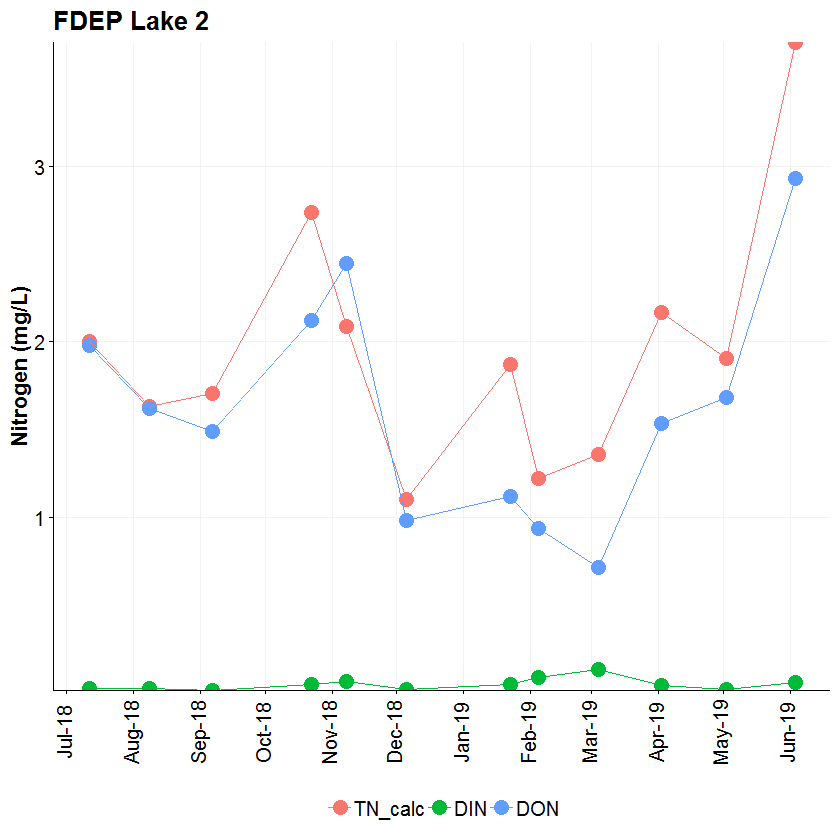 FDEP Lake 2
Nitrogen (mg/L)
3
2
1
Jul-18
Aug-18
Sep-18
Oct-18
Nov-18
Dec-18
Jan-19
Feb-19
Mar-19
Apr-19
May-19
Jun-19
TN_calc DIN DON